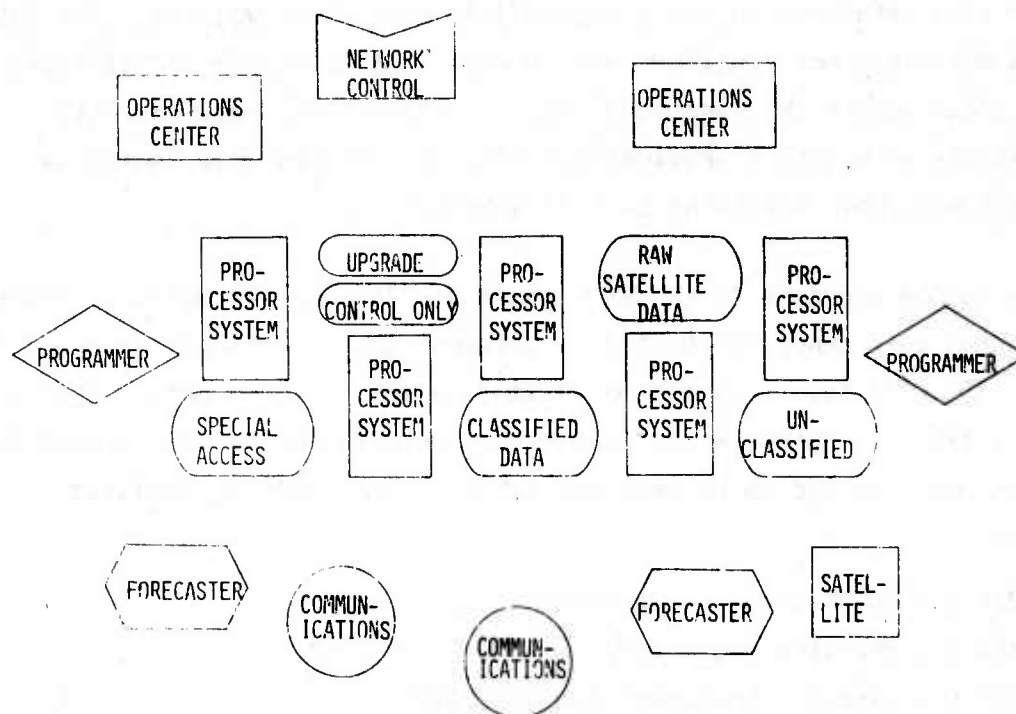 NETWORK
CONTROL
OPERATIONS
CENTER
OPERATIONS
CENTER
PRO-
CESSOR
SYSTEM
UPGRADE
CONTROL ONLY
PRO-
CESSOR
SYSTEM
RAW
SATELLITE
DATA
PRO-
CESSOR
SYSTEM
PROGRAMMER
PRO-
CESSOR
SYSTEM
PRO-
CESSOR
SYSTEM
PROGRAMMER
SPECIAL
ACCESS
CLASSIFIED
DATA
UN-
CLASSIFIED
FORECASTER
COMMUN-
ICATIONS
COMMUN-
ICATIONS
FORECASTER
SATEL-
LITE